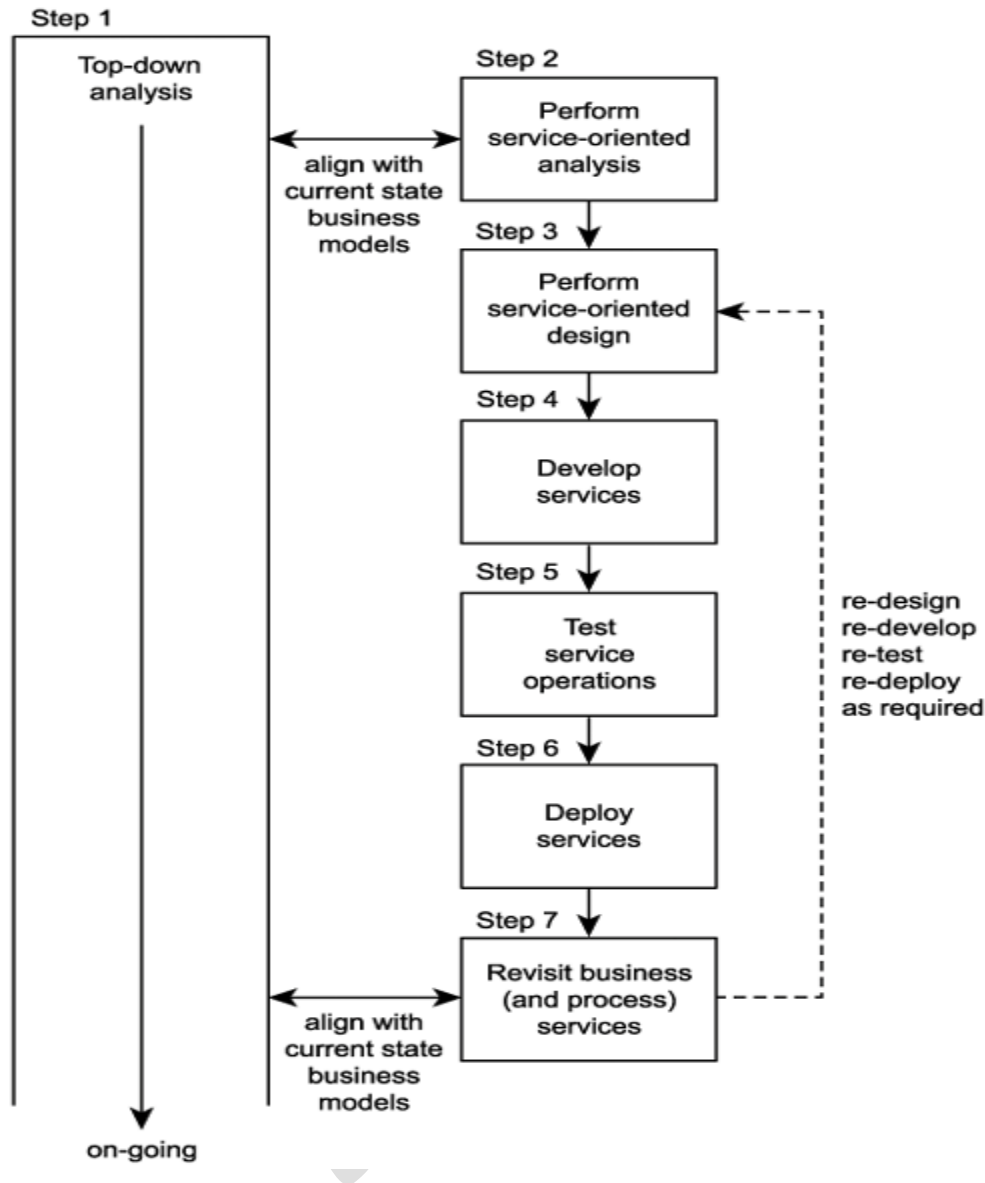 Step 1
Top-down
analysis
on-going
align with
current state
business
models
Step 2
Perform
service-oriented
analysis
Step 3
Perform
service-oriented
design
Step 4
Develop
services
Step 5
Test
service
operations
Step 6
Deploy
services
Step 7
Revisit business
(and process)
services
align with
current state
business
models
re-design
re-develop
re-test
re-deploy
as required